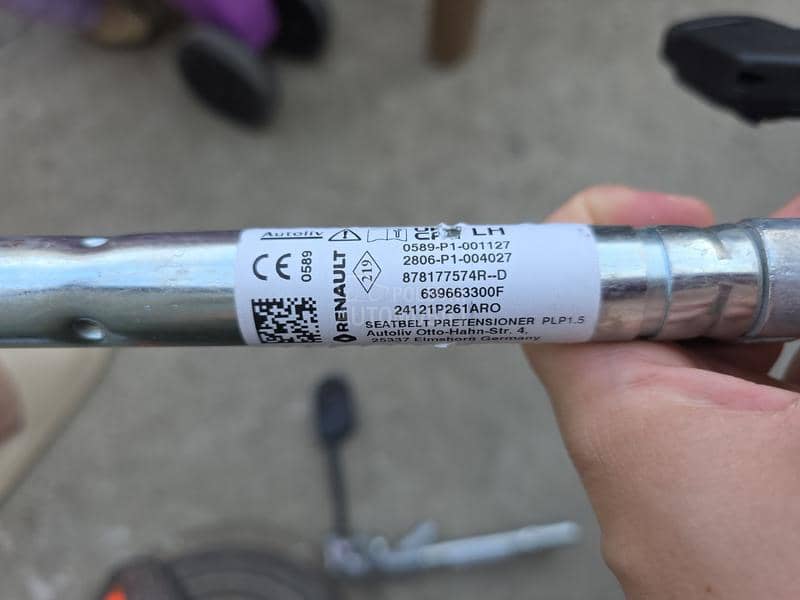 Autoliv LH
0589-P1-001127
2806-P1-004027
0589
RENAULT
219
878177574R--D
639663300F
24121P261ARO
SEATBELT PRETENSIONER PLP1.5
Autoliv Otto-Hahn-Str. 4,
25337 Elmshorn Germany